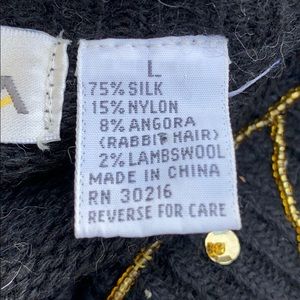 L
75% SILK
15% NYLON
8% ANGORA
(RABBIT HAIR)
2% LAMBSWOOL
MADE IN CHINA
RN 30216
REVERSE FOR CARE